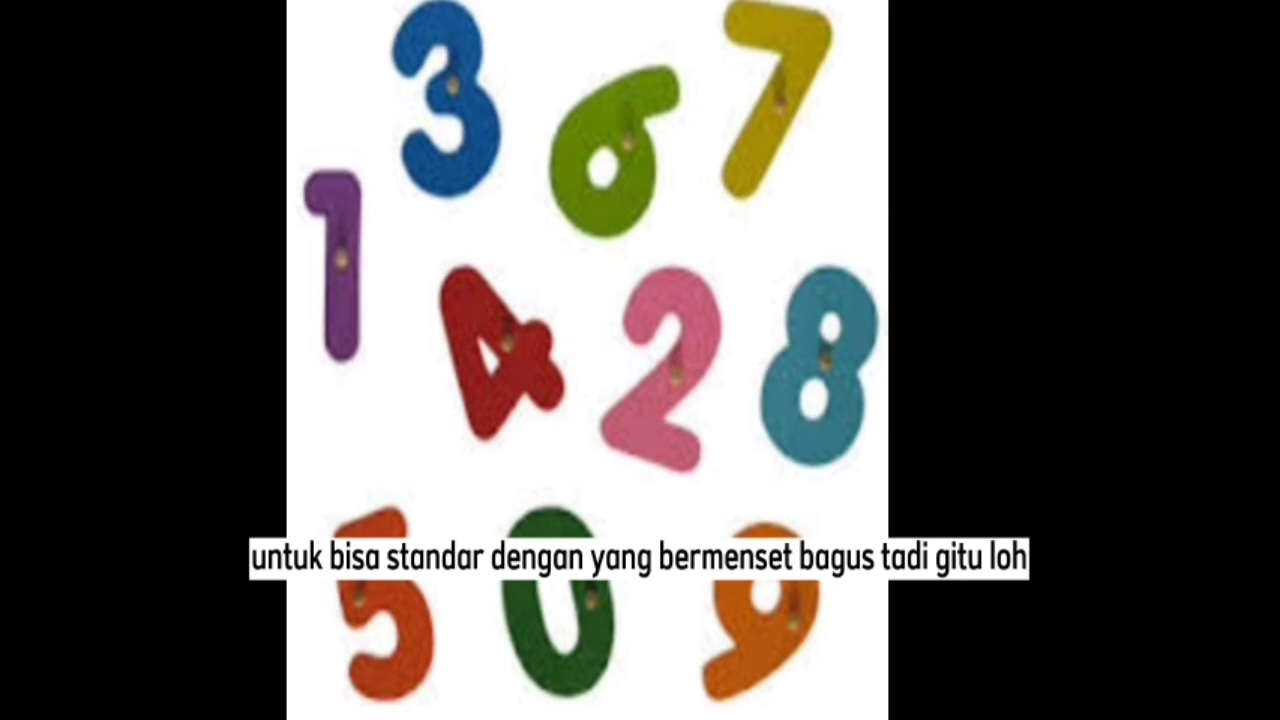 3 6 7
1
4 2 8
untuk bisa standar dengan yang bermenset bagus tadi gitu loh
5 0 9